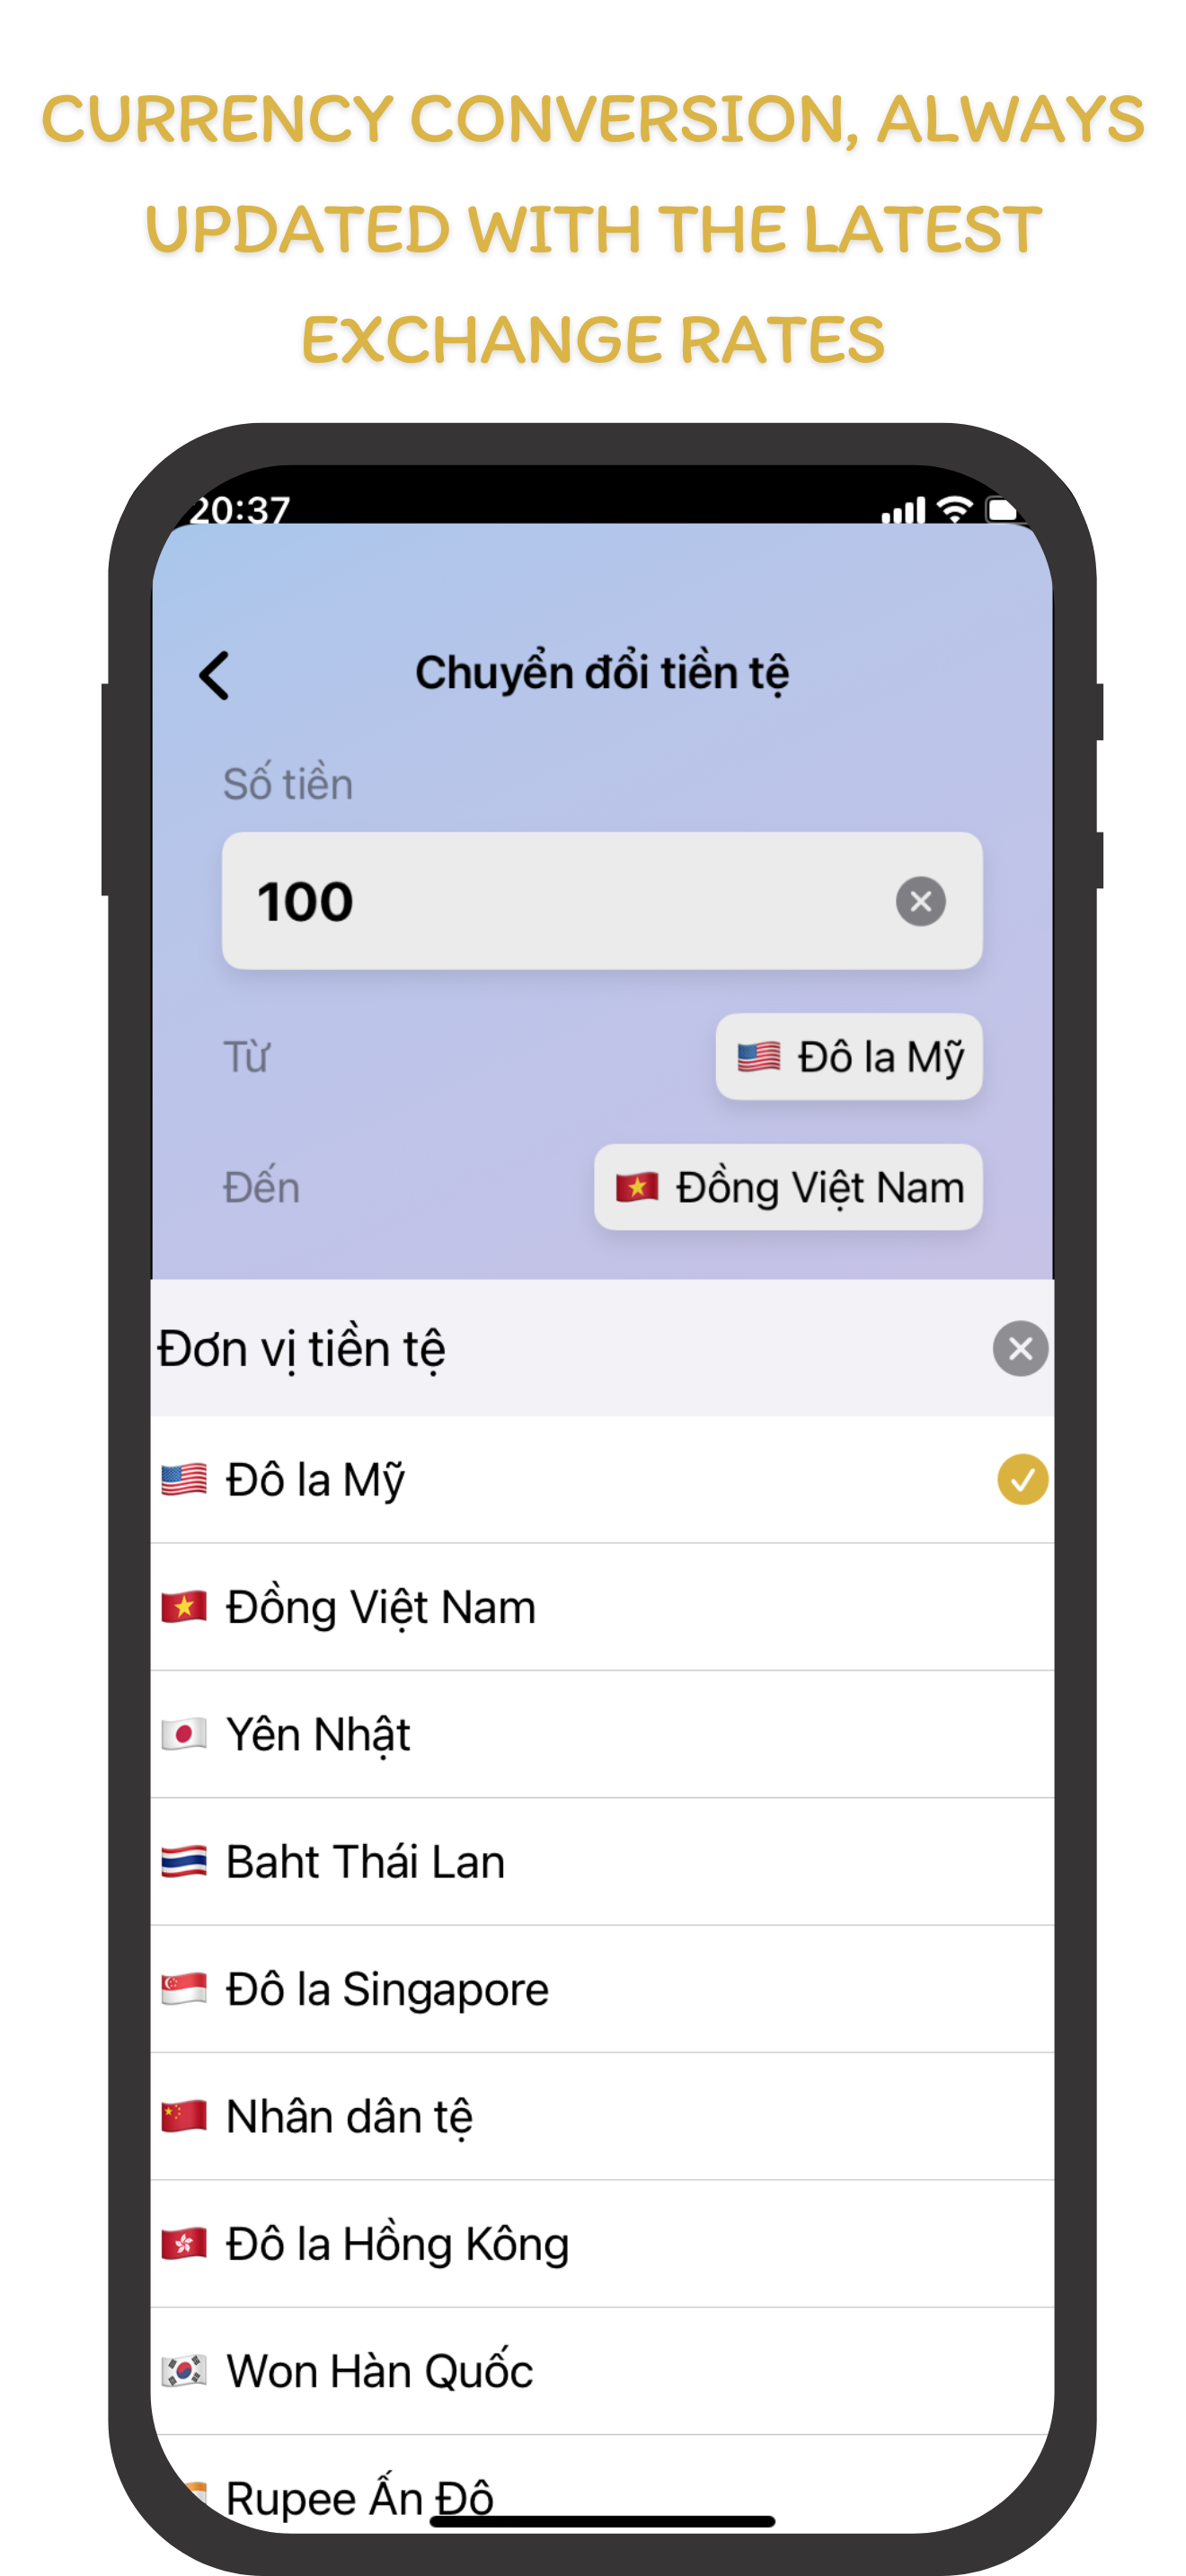 CURRENCY CONVERSION, ALWAYS
UPDATED WITH THE LATEST
EXCHANGE RATES
20:37
Chuyển đổi tiền tệ
Số tiền
100
Từ
Đô la Mỹ
Đến
Đồng Việt Nam
Đơn vị tiền tệ
Đô la Mỹ
Đồng Việt Nam
Yên Nhật
Baht Thái Lan
Đô la Singapore
Nhân dân tệ
Đô la Hồng Kông
Won Hàn Quốc
Rupee Ấn Đô